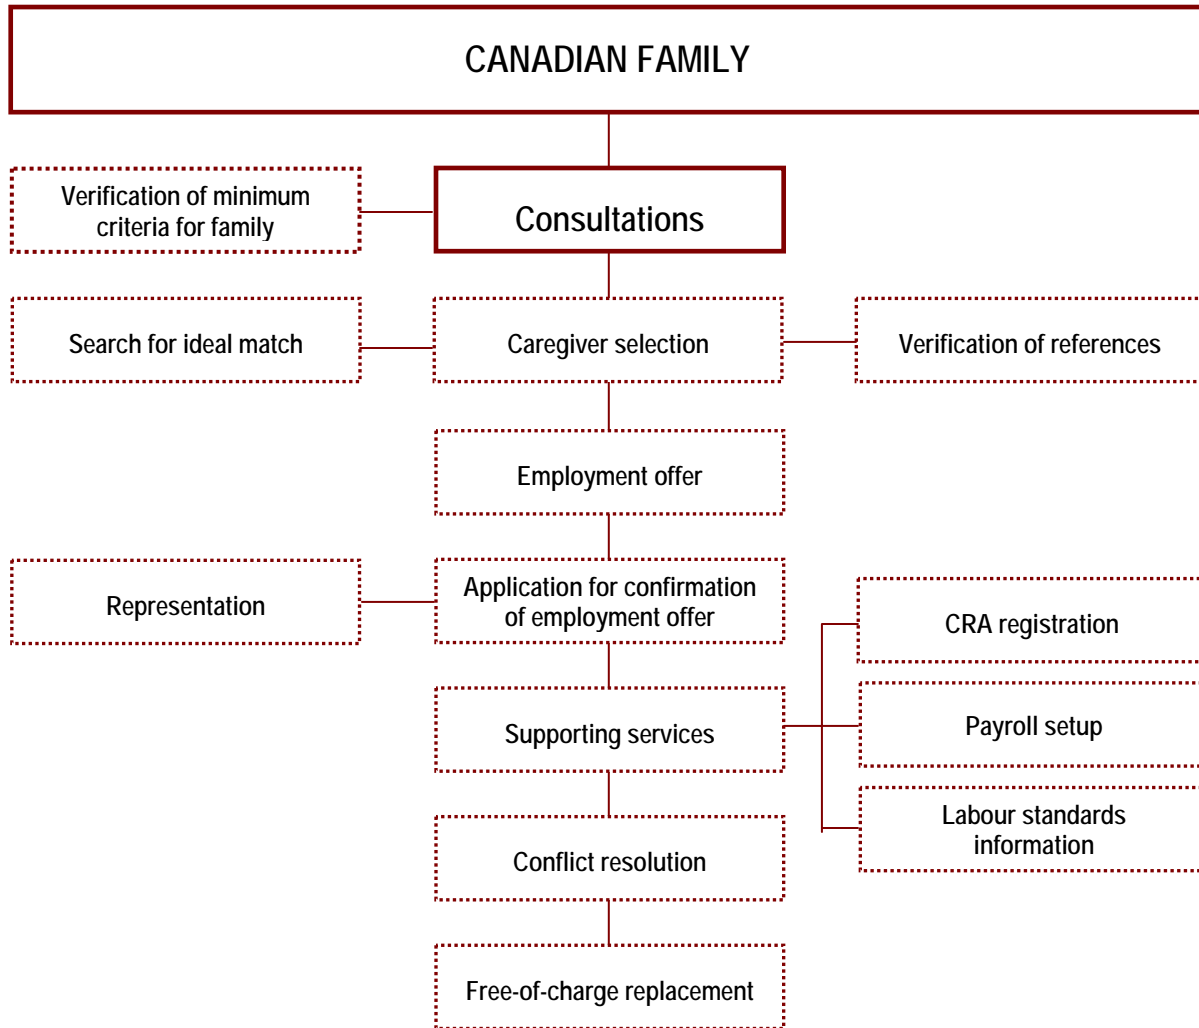 CANADIAN FAMILY
Verification of minimum
criteria for family
Consultations
Search for ideal match
Caregiver selection
Verification of references
Employment offer
Representation
Application for confirmation
of employment offer
CRA registration
Supporting services
Payroll setup
Labour standards
information
Conflict resolution
Free-of-charge replacement